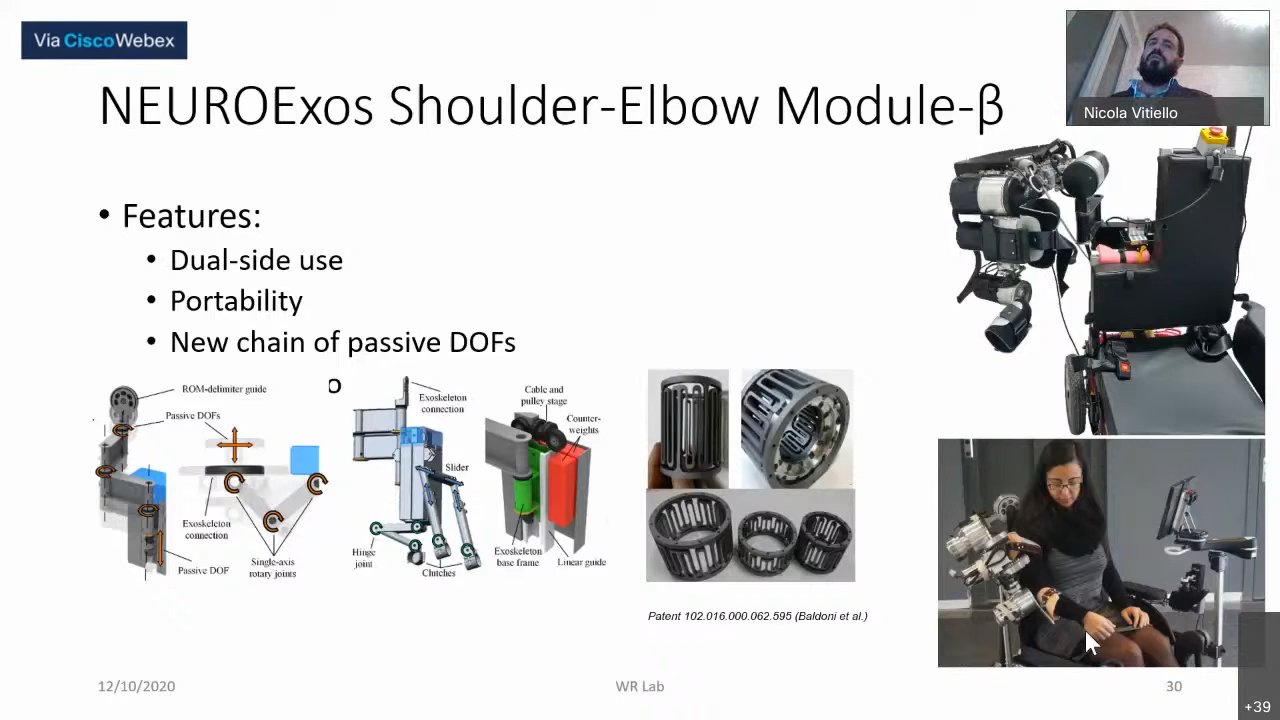 Via CiscoWebex
NEUROExos Shoulder-Elbow Module-β
Nicola Vitiello
• Features:
• Dual-side use
• Portability
• New chain of passive DOFs
ROM-delimiter guide
Passive DOFs
Exoskeleton
connection
Single-axis
rotary joints
Passive DOF
Exoskeleton
connection
Slider
Hinge
joint
Clutches
Cable and
pulley stage
Counter-
weights
Exoskeleton
base frame
Linear guide
Patent 102.016.000.062.595 (Baldoni et al.)
12/10/2020
WR Lab
30
+39